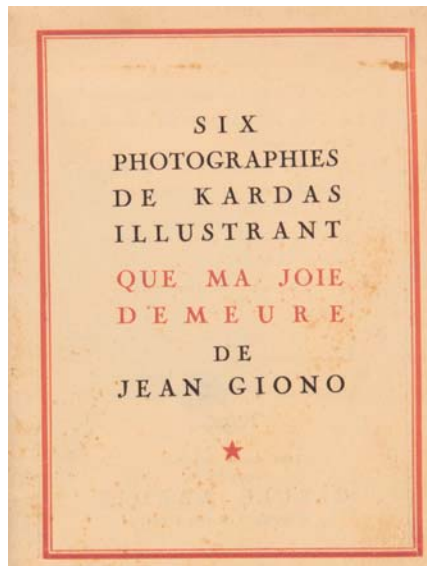 SIX
PHOTOGRAPHIES
DE KARDAS
ILLUSTRANT
QUE MA JOIE
DEMEURE
DE
JEAN GIONO